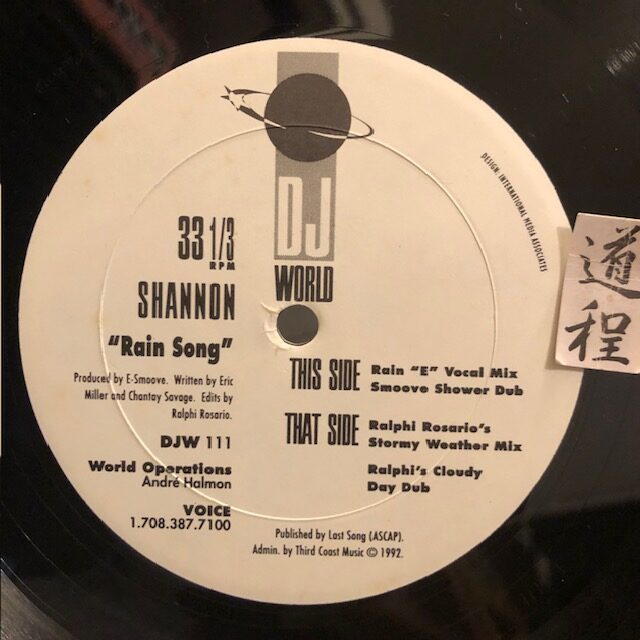 DJ
WORLD
DESIGN: INTERNATIONAL MEDIA ASSOCIATES
33 1/3
RPM
SHANNON
"Rain Song"
Produced by E-Smoove. Written by Eric
Miller and Chantay Savage. Edits by
Ralphi Rosario.
DJW 111
World Operations
André Halmon
VOICE
1.708.387.7100
THIS SIDE
Rain "E" Vocal Mix
Smoove Shower Dub
THAT SIDE
Ralphi Rosario's
Stormy Weather Mix
Ralphi's Cloudy
Day Dub
Published by Last Song (ASCAP).
Admin. by Third Coast Music © 1992.
道程